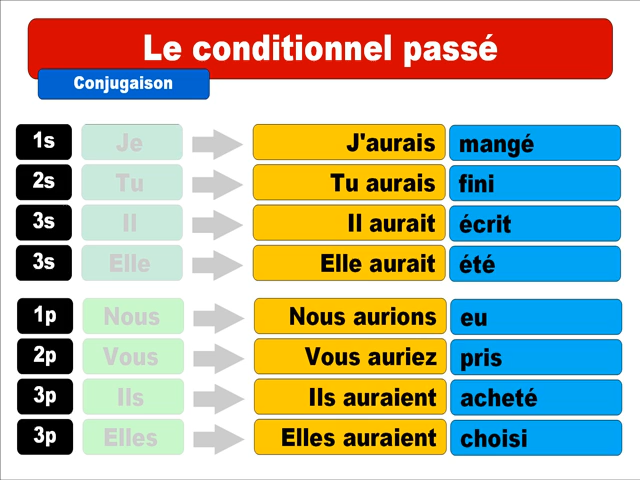 Le conditionnel passé
Conjugaison
1s Je J'aurais mangé
2s Tu Tu aurais fini
3s Il Il aurait écrit
3s Elle Elle aurait été
1p Nous Nous aurions eu
2p Vous Vous auriez pris
3p Ils Ils auraient acheté
3p Elles Elles auraient choisi